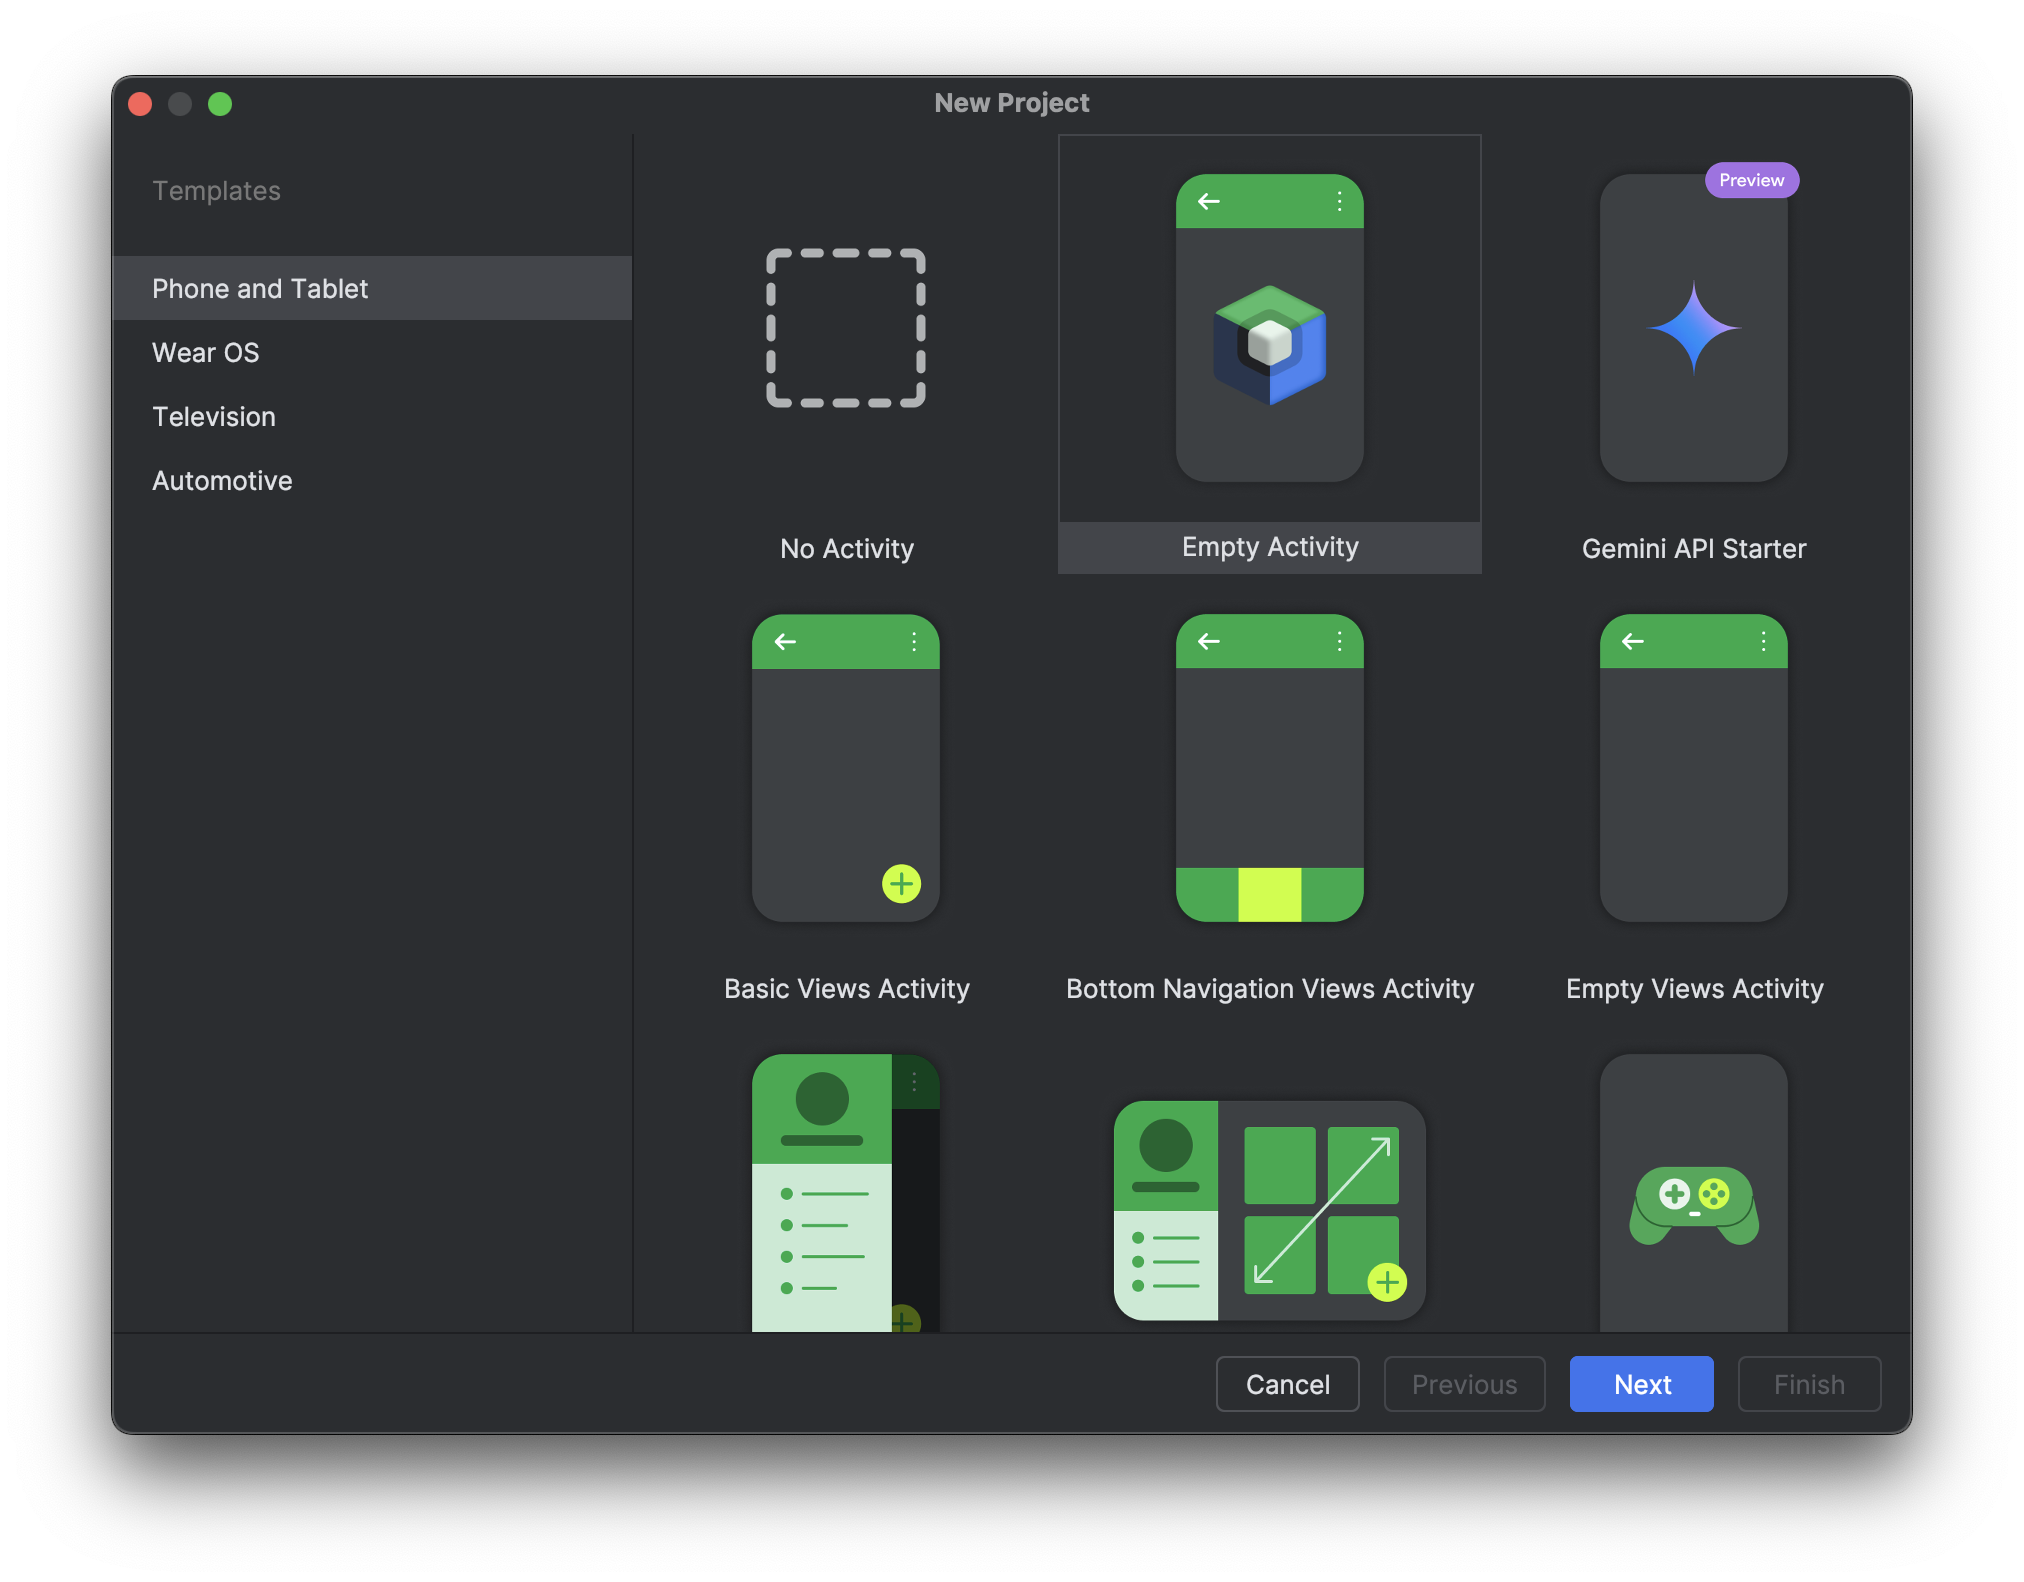 New Project
Templates
Phone and Tablet
Wear OS
Television
Automotive
Preview
No Activity
Empty Activity
Gemini API Starter
Basic Views Activity
Bottom Navigation Views Activity
Empty Views Activity
Cancel
Previous
Next
Finish